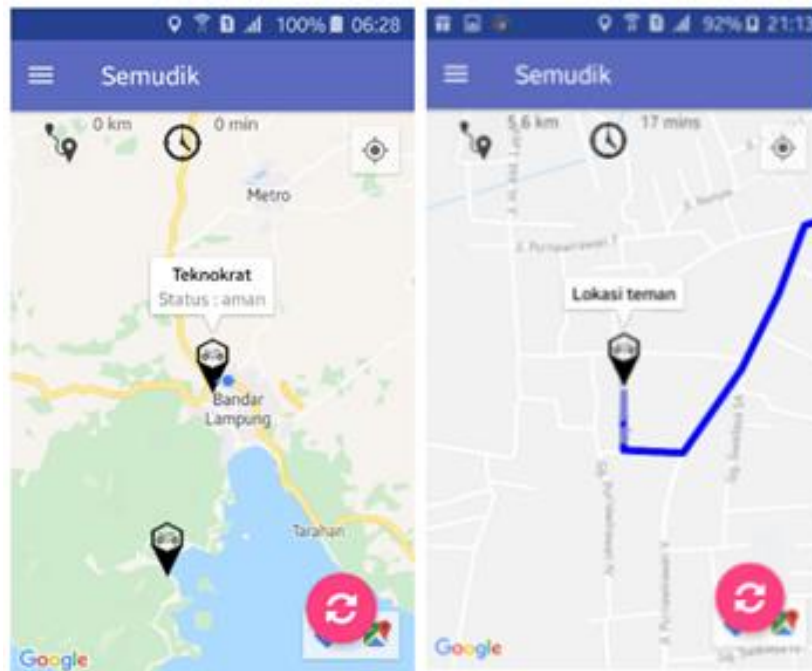 100% 06:28
Semudik
0 km
0 min
Metro
Teknokrat
Status : aman
Bandar
Lampung
Tarahan
Google
92% 21:13
Semudik
5,6 km
17 mins
Lokasi teman
Google